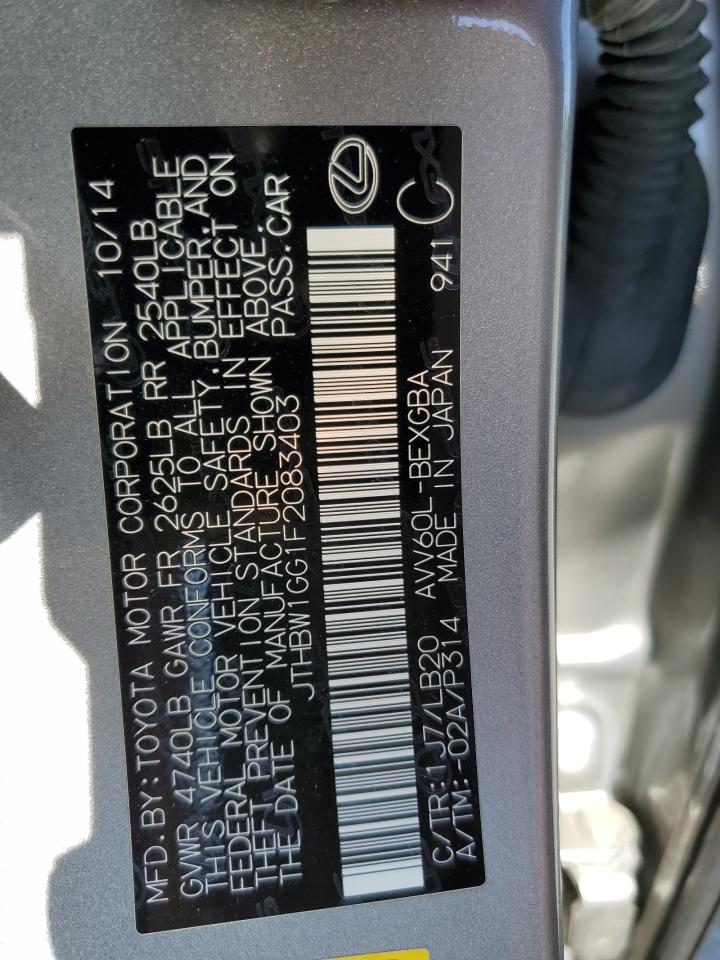 MFD. BY: TOYOTA MOTOR CORPORATION 10/14
GVWR 4740LB GAWR FR 2625LB RR 2540LB
THIS VEHICLE CONFORMS TO ALL APPLICABLE
FEDERAL MOTOR VEHICLE SAFETY, BUMPER, AND
THEFT PREVENTION STANDARDS IN EFFECT ON
THE DATE OF MANUFACTURE SHOWN ABOVE.
JTHBW1GG1F2083403 PASS. CAR
C/TR: 1J7/LB20 AVV60L-BEXGBA
A/TM: -02A/P314 MADE IN JAPAN 941 C